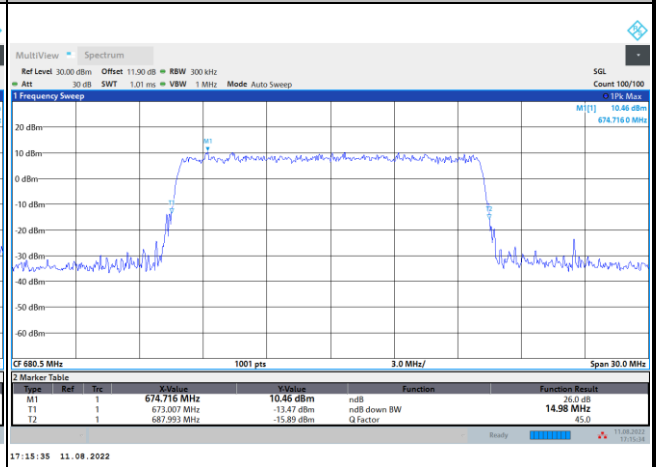 MultiView Spectrum
Ref Level 30.00 dBm Offset 11.90 dB RBW 300 kHz SGL
Att 30 dB SWT 1.01 ms VBW 1 MHz Mode Auto Sweep Count 100/100
1 Frequency Sweep 1Pk Max
M1[1] 10.46 dBm
674.716 0 MHz
20 dBm
M1
10 dBm
0 dBm
-10 dBm
T1 T2
-20 dBm
-30 dBm
-40 dBm
-50 dBm
-60 dBm
CF 680.5 MHz 1001 pts 3.0 MHz/ Span 30.0 MHz
2 Marker Table
Type Ref Trc X-Value Y-Value Function Function Result
M1 1 674.716 MHz 10.46 dBm ndB 26.0 dB
T1 1 673.007 MHz -13.47 dBm ndB down BW 14.98 MHz
T2 1 687.993 MHz -15.89 dBm Q Factor 45.0
Ready 11.08.2022
17:15:34
17:15:35 11.08.2022